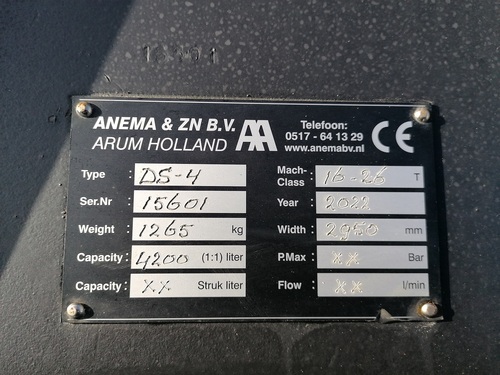 ANEMA & ZN B.V.
ARUM HOLLAND
AA
Telefoon:
0517 - 64 13 29
www.anemabv.nl
CE
Type : DS-4
Ser.Nr : 15601
Weight : 1265 kg
Capacity : 4200 (1:1) liter
Capacity : xx Struk liter
Mach-Class : 16-26 T
Year : 2022
Width : 2950 mm
P.Max : xx Bar
Flow : xx l/min